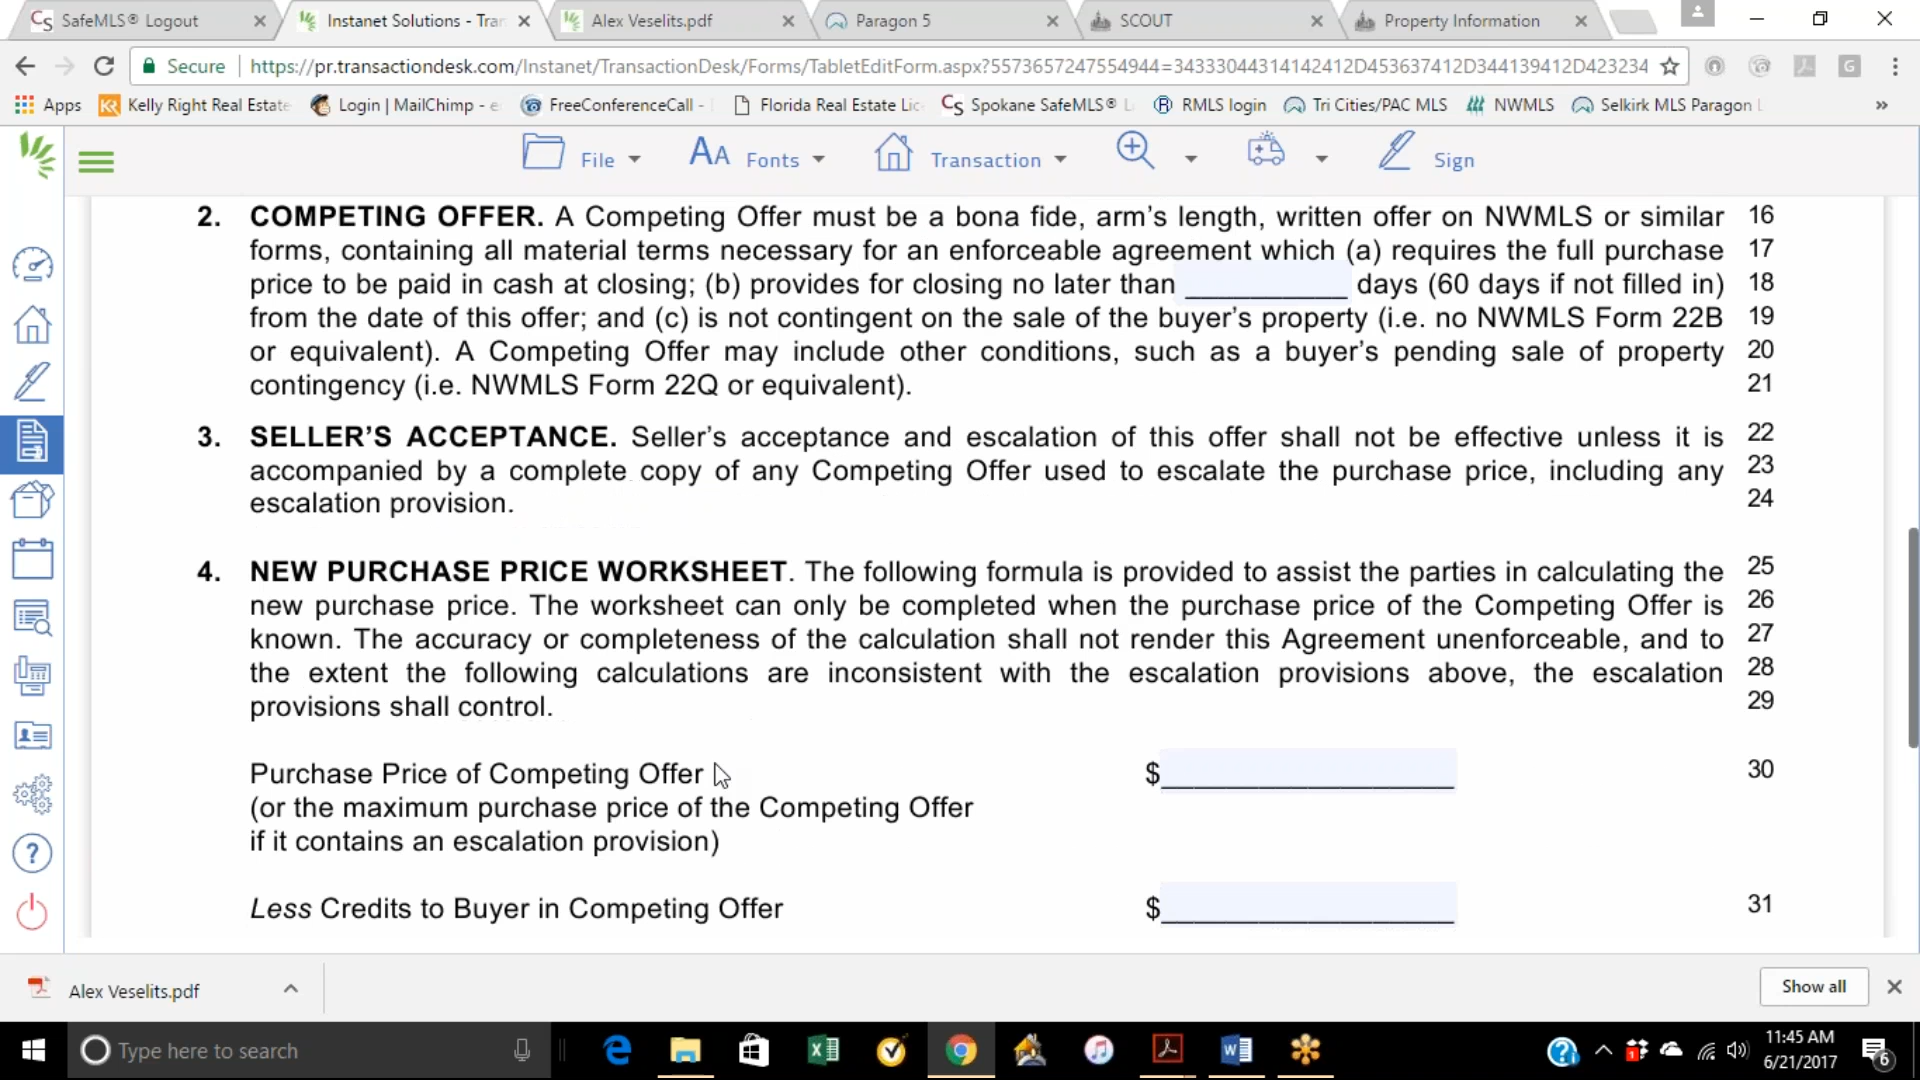 SafeMLS® Logout
Instanet Solutions - Tran
Alex Veselits.pdf
Paragon 5
SCOUT
Property Information
Secure
https://pr.transactiondesk.com/Instanet/TransactionDesk/Forms/TabletEditForm.aspx?5573657247554944=34333044314142412D453637412D344139412D423234
Apps
Kelly Right Real Estate
Login | MailChimp - e
FreeConferenceCall -
Florida Real Estate Lic
Spokane SafeMLS® L
RMLS login
Tri Cities/PAC MLS
NWMLS
Selkirk MLS Paragon
»
File
AA Fonts
Transaction
Sign
2. COMPETING OFFER. A Competing Offer must be a bona fide, arm's length, written offer on NWMLS or similar 16
forms, containing all material terms necessary for an enforceable agreement which (a) requires the full purchase 17
price to be paid in cash at closing; (b) provides for closing no later than ___________ days (60 days if not filled in) 18
from the date of this offer; and (c) is not contingent on the sale of the buyer's property (i.e. no NWMLS Form 22B 19
or equivalent). A Competing Offer may include other conditions, such as a buyer's pending sale of property 20
contingency (i.e. NWMLS Form 22Q or equivalent). 21
3. SELLER'S ACCEPTANCE. Seller's acceptance and escalation of this offer shall not be effective unless it is 22
accompanied by a complete copy of any Competing Offer used to escalate the purchase price, including any 23
escalation provision. 24
4. NEW PURCHASE PRICE WORKSHEET. The following formula is provided to assist the parties in calculating the 25
new purchase price. The worksheet can only be completed when the purchase price of the Competing Offer is 26
known. The accuracy or completeness of the calculation shall not render this Agreement unenforceable, and to 27
the extent the following calculations are inconsistent with the escalation provisions above, the escalation 28
provisions shall control. 29
Purchase Price of Competing Offer $____________________ 30
(or the maximum purchase price of the Competing Offer
if it contains an escalation provision)
Less Credits to Buyer in Competing Offer $____________________ 31
Alex Veselits.pdf
Show all
Type here to search
11:45 AM
6/21/2017
6